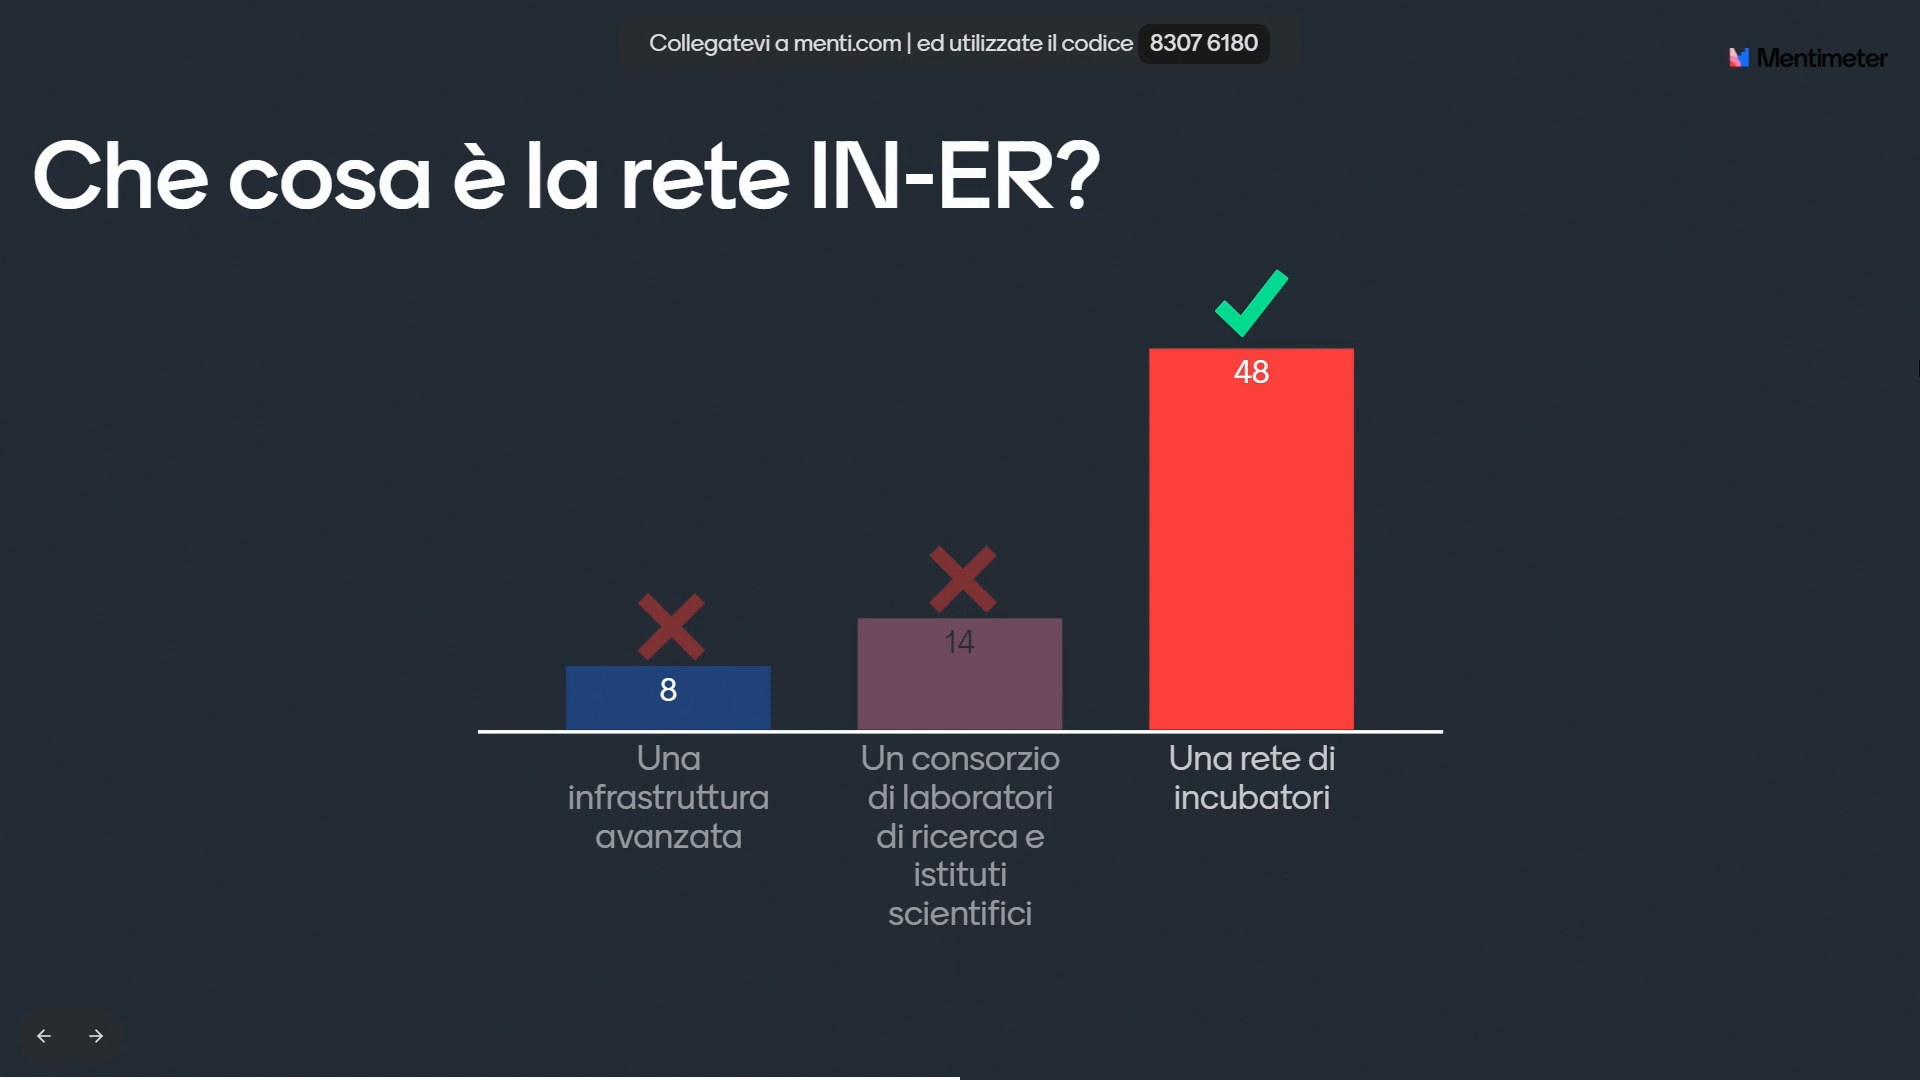 Collegatevi a menti.com | ed utilizzate il codice 8307 6180
Mentimeter
Che cosa è la rete IN-ER?
48
14
8
Una
infrastruttura
avanzata
Un consorzio
di laboratori
di ricerca e
istituti
scientifici
Una rete di
incubatori